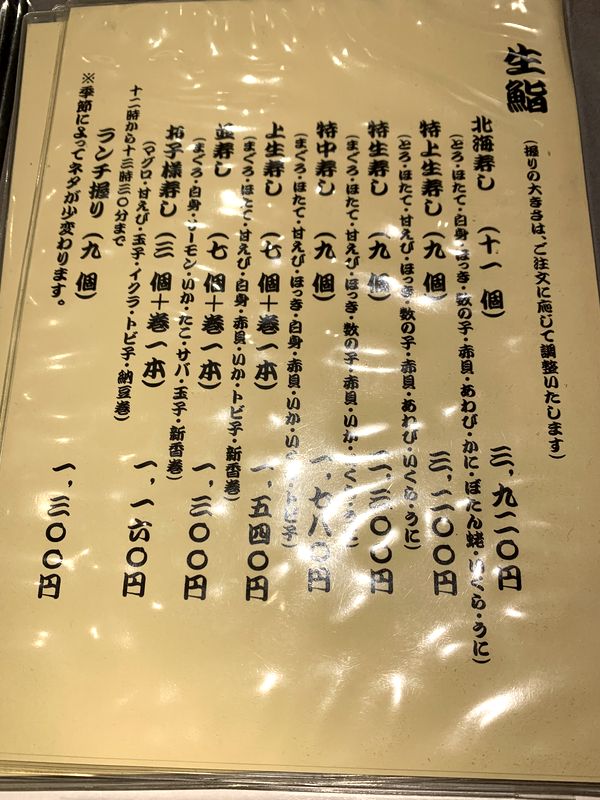 生鮨
(握りの大きさは、ご注文に応じて調整いたします)
北海寿し (十一個) 三,九二〇円
(とろ・ほたて・白身・ほっき・数の子・赤貝・あわび・かに・ぼたん蛯・いくら・うに)
特上生寿し (九個) 三,二〇〇円
(とろ・ほたて・甘えび・ほっき・数の子・赤貝・あわび・いくら・うに)
特生寿し (九個) 二,三〇〇円
(まぐろ・ほたて・甘えび・ほっき・数の子・赤貝・いか・いくら・うに)
特中寿し (九個) 一,七八〇円
(まぐろ・ほたて・甘えび・ほっき・白身・赤貝・いか・いくら・トビ子)
上生寿し (七個+巻一本) 一,五四〇円
(まぐろ・ほたて・甘えび・白身・赤貝・いか・トビ子・新香巻)
並寿し (七個+巻一本) 一,三〇〇円
(まぐろ・白身・サーモン・いか・たこ・サバ・玉子・新香巻)
お子様寿し (三個+巻一本) 一,一六〇円
(マグロ・甘えび・玉子・イクラ・トビ子・納豆巻)
十二時から十三時三〇分まで
ランチ握り (九個) 一,三〇〇円
※季節によってネタが少変わります。